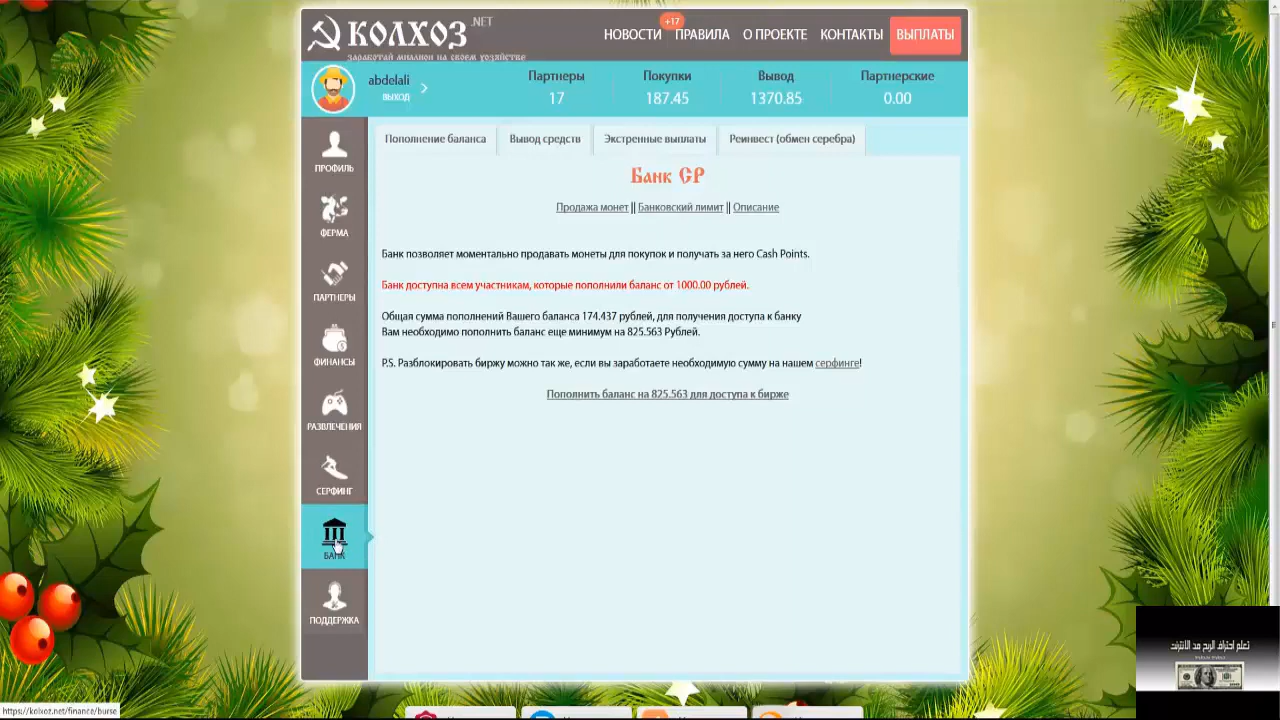 КОЛХОЗ .NET
заработай миллион на своем хозяйстве
НОВОСТИ +17 ПРАВИЛА О ПРОЕКТЕ КОНТАКТЫ ВЫПЛАТЫ
abdelali
ВЫХОД
Партнеры Покупки Вывод Партнерские
17 187.45 1370.85 0.00
ПРОФИЛЬ
ФЕРМА
ПАРТНЕРЫ
ФИНАНСЫ
РАЗВЛЕЧЕНИЯ
СЕРФИНГ
БАНК
ПОДДЕРЖКА
Пополнение баланса Вывод средств Экстренные выплаты Реинвест (обмен серебра)
Банк CP
Продажа монет || Банковский лимит || Описание
Банк позволяет моментально продавать монеты для покупок и получать за него Cash Points.
Банк доступна всем участникам, которые пополнили баланс от 1000.00 рублей.
Общая сумма пополнений Вашего баланса 174.437 рублей, для получения доступа к банку
Вам необходимо пополнить баланс еще минимум на 825.563 Рублей.
P.S. Разблокировать биржу можно так же, если вы заработаете необходимую сумму на нашем серфинге!
Пополнить баланс на 825.563 для доступа к бирже
تعلم احتراف الربح من الانترنت
https://kolxoz.net/finance/burse